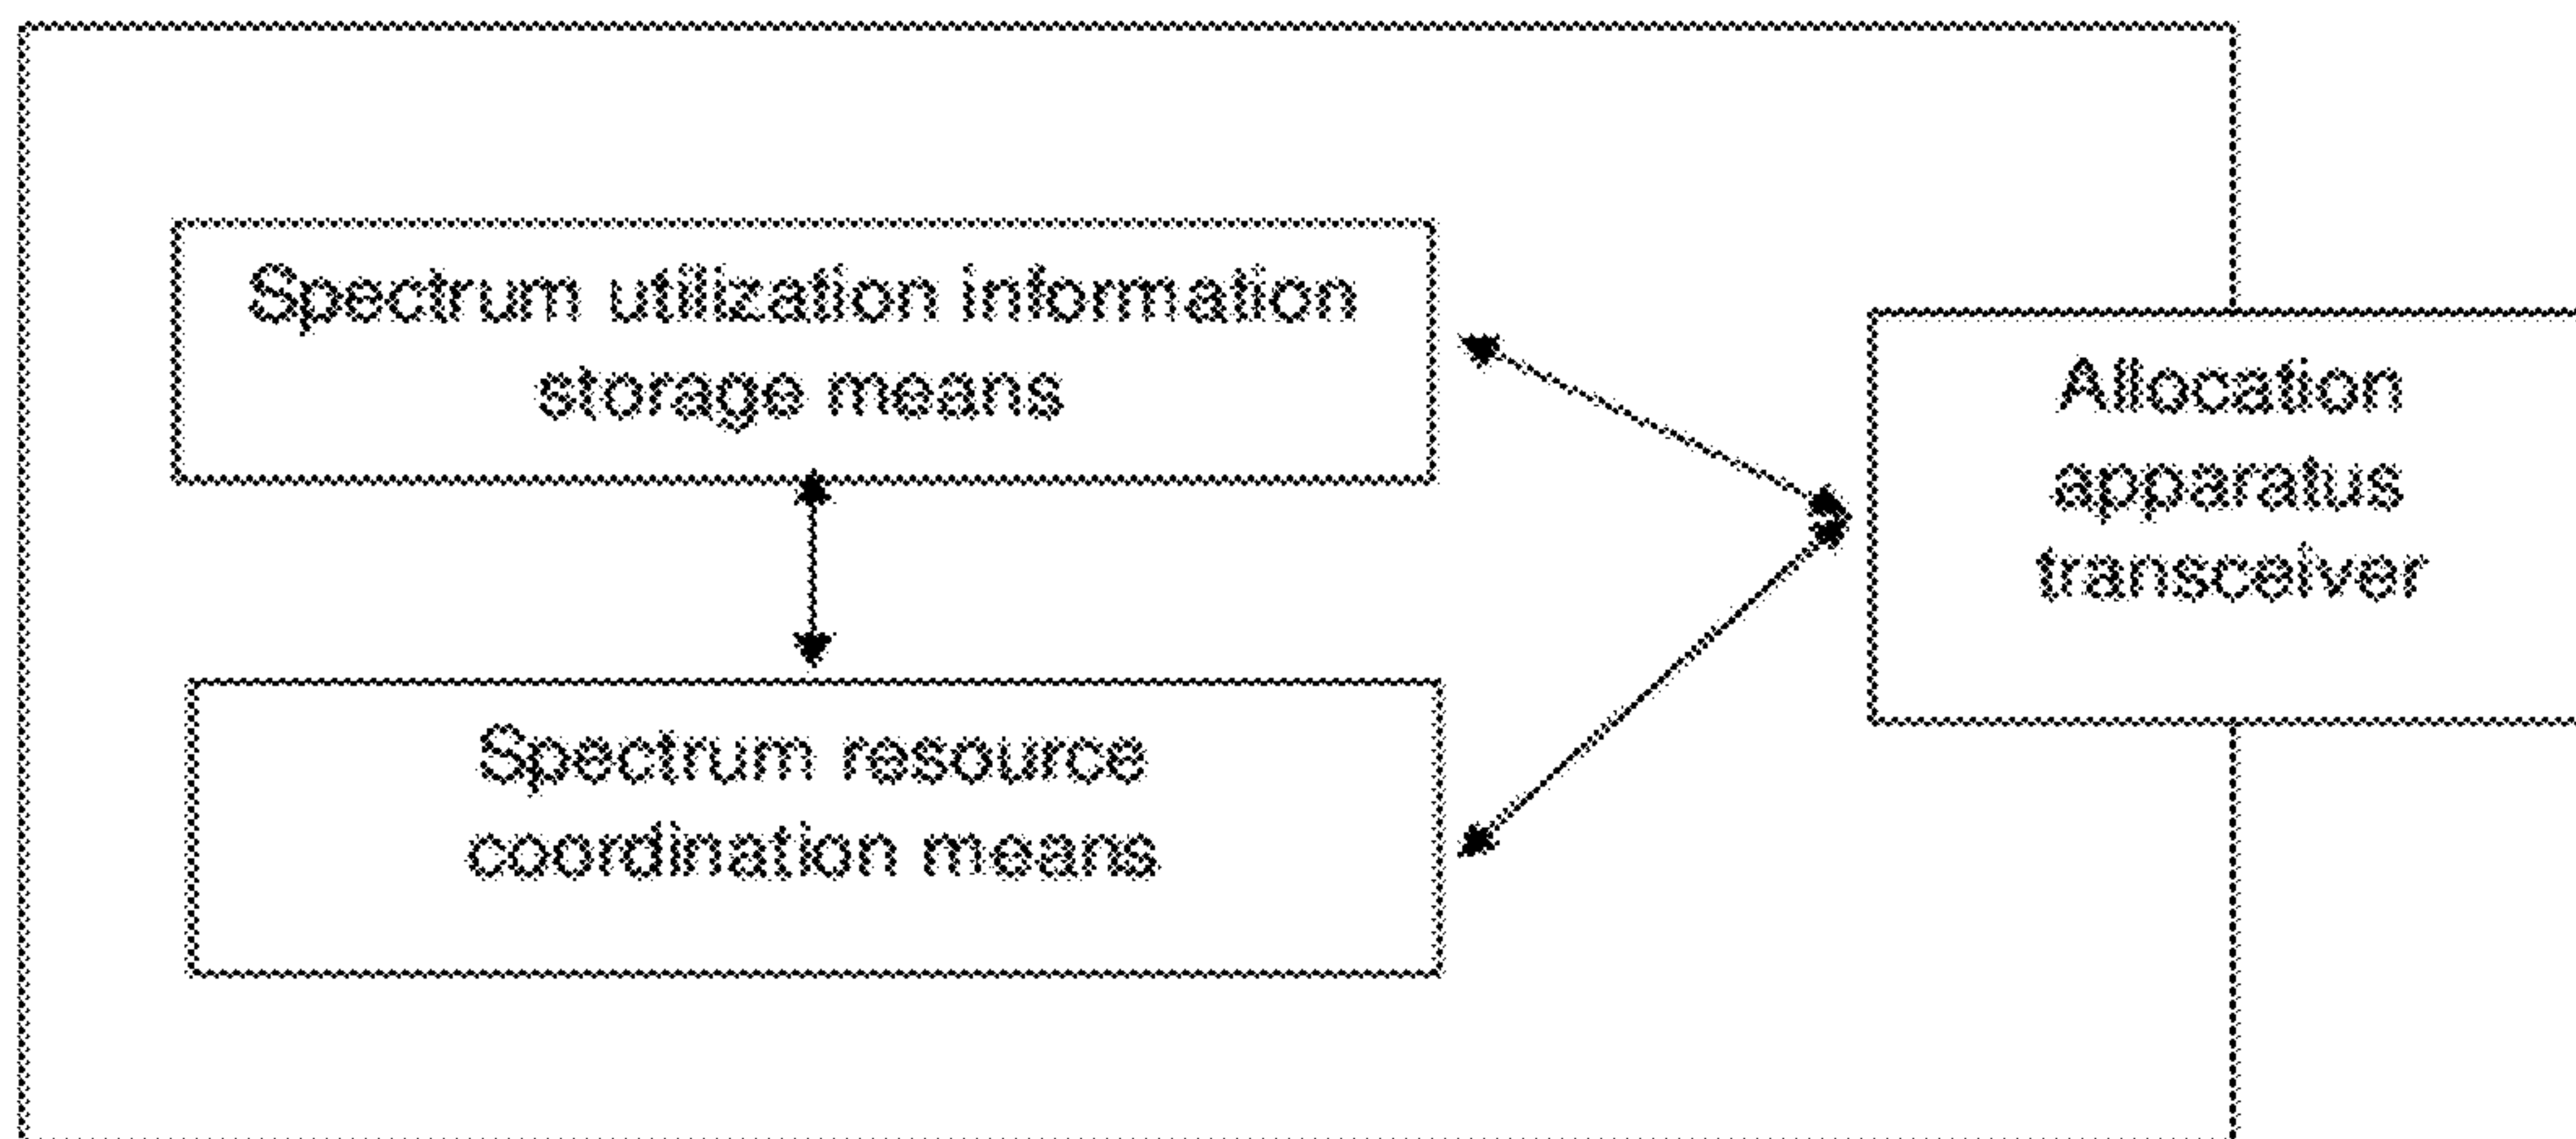 Spectrum utilization information
storage means
Allocation
apparatus
transceiver
Spectrum resource
coordination means